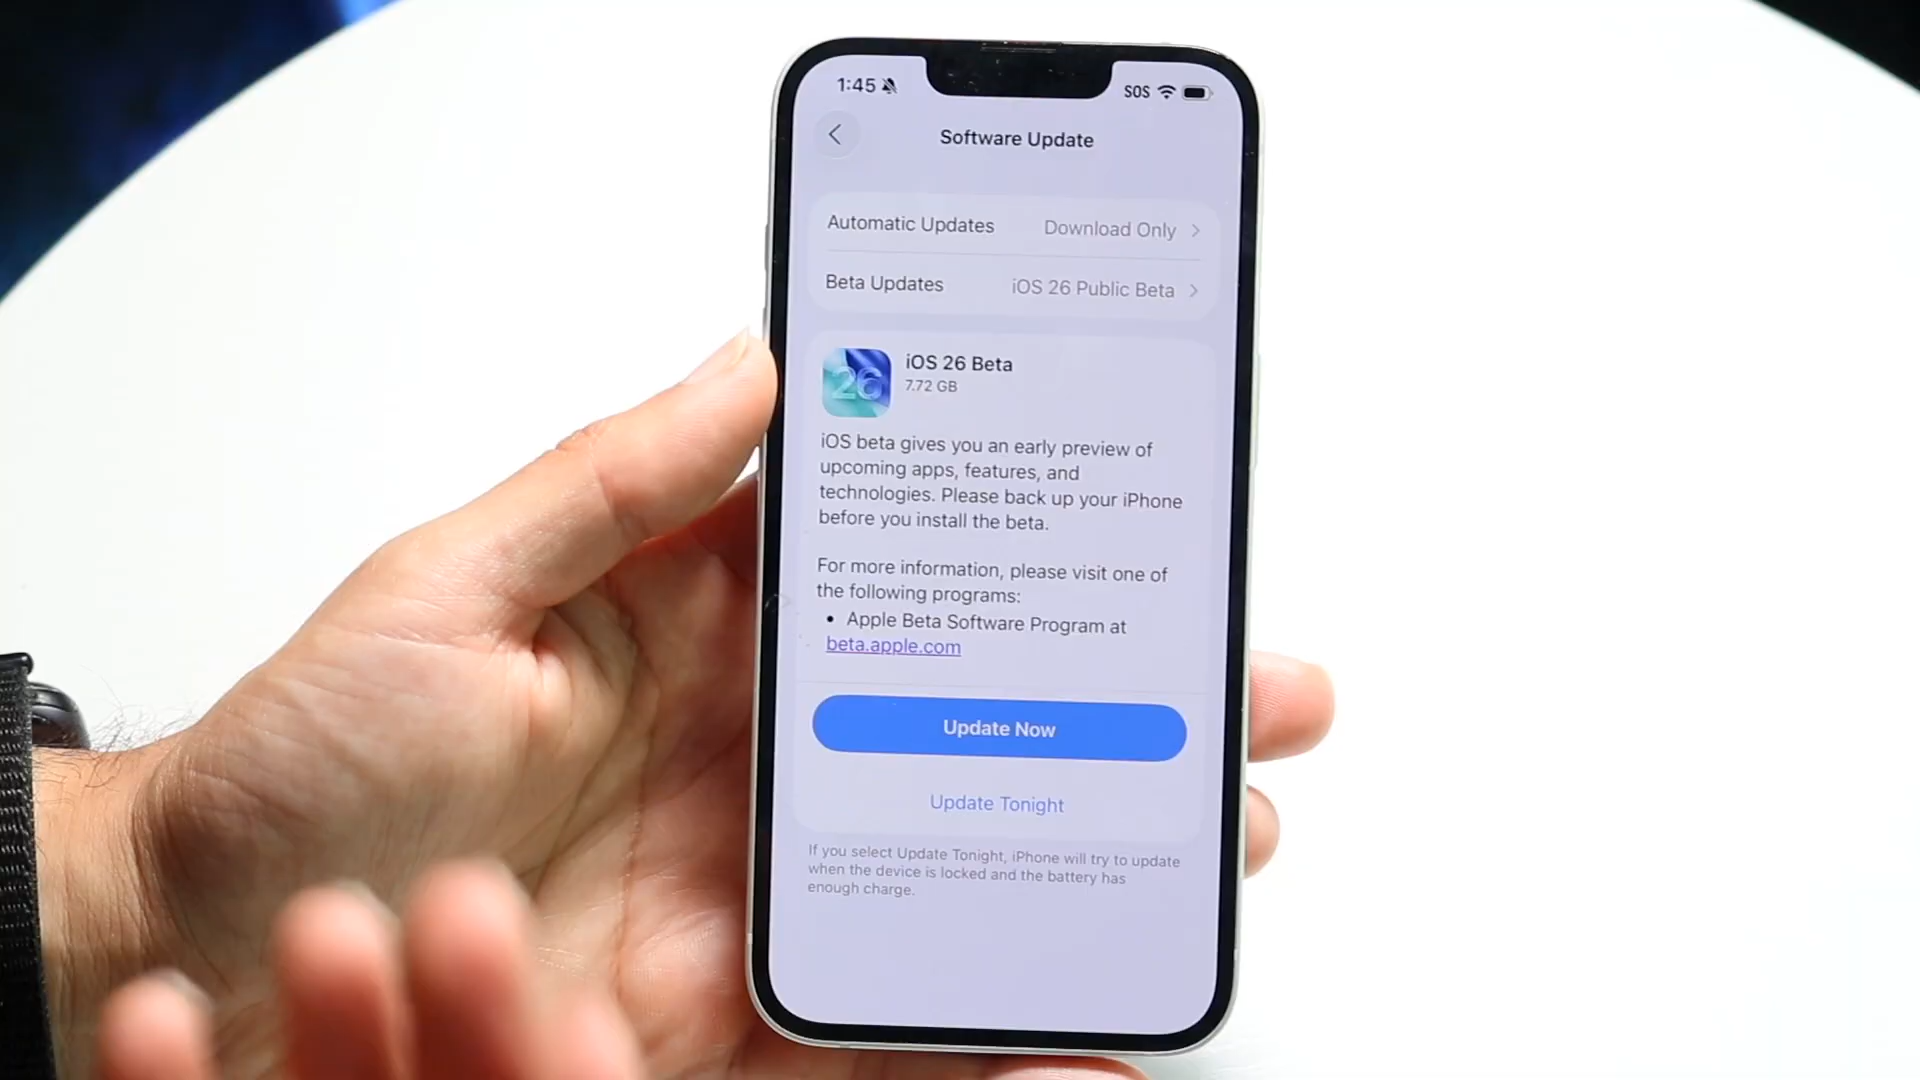 1:45
SOS
Software Update
Automatic Updates Download Only
Beta Updates iOS 26 Public Beta
26
iOS 26 Beta
7.72 GB
iOS beta gives you an early preview of
upcoming apps, features, and
technologies. Please back up your iPhone
before you install the beta.
For more information, please visit one of
the following programs:
• Apple Beta Software Program at
beta.apple.com
Update Now
Update Tonight
If you select Update Tonight, iPhone will try to update
when the device is locked and the battery has
enough charge.